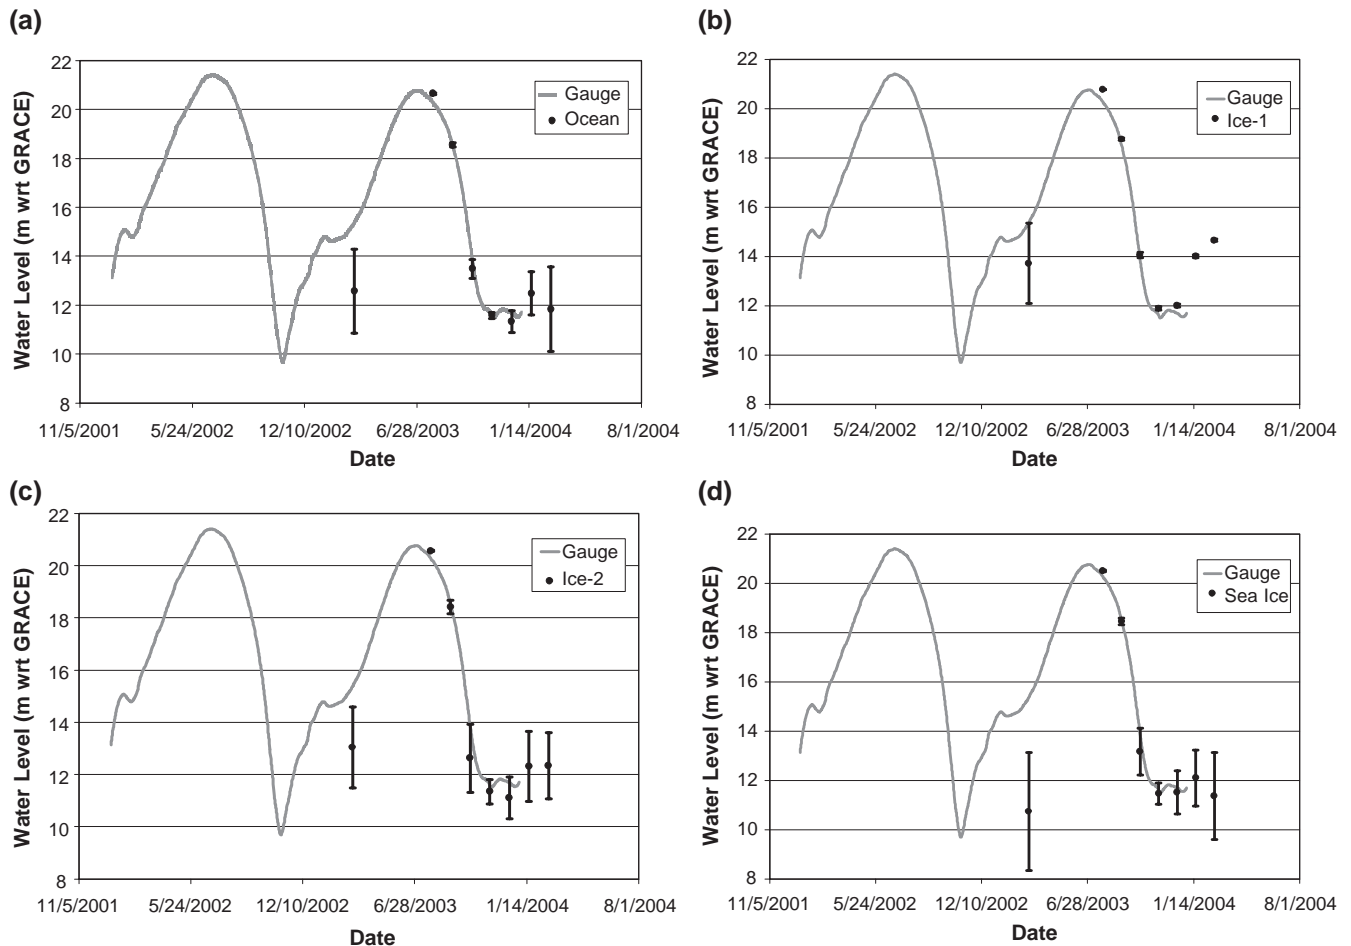 (a)
Water Level (m wrt GRACE)
22
20
18
16
14
12
10
8
Gauge
Ocean
11/5/2001 5/24/2002 12/10/2002 6/28/2003 1/14/2004 8/1/2004
Date
(b)
Water Level (m wrt GRACE)
22
20
18
16
14
12
10
8
Gauge
Ice-1
11/5/2001 5/24/2002 12/10/2002 6/28/2003 1/14/2004 8/1/2004
Date
(c)
Water Level (m wrt GRACE)
22
20
18
16
14
12
10
8
Gauge
Ice-2
11/5/2001 5/24/2002 12/10/2002 6/28/2003 1/14/2004 8/1/2004
Date
(d)
Water Level (m wrt GRACE)
22
20
18
16
14
12
10
8
Gauge
Sea Ice
11/5/2001 5/24/2002 12/10/2002 6/28/2003 1/14/2004 8/1/2004
Date